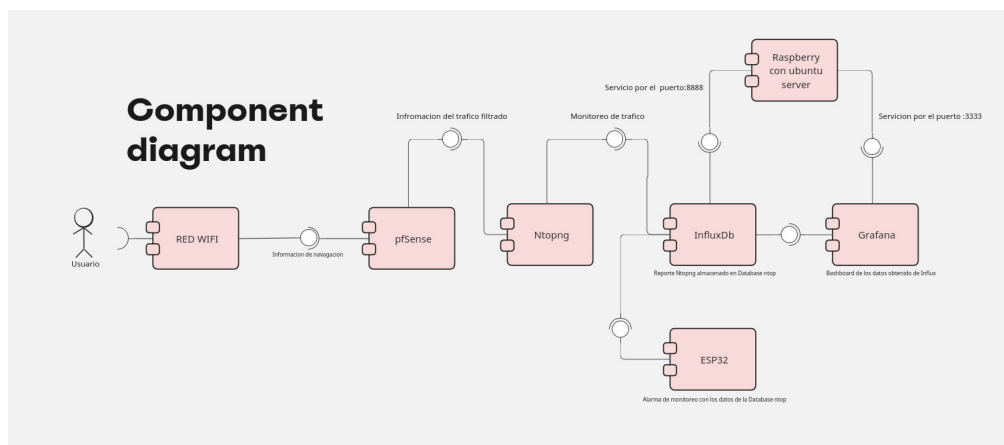 Raspberry
con ubuntu
server
Servicio por el puerto:8888
Component
diagram
Infromacion del trafico filtrado
Monitoreo de trafico
Servicion por el puerto :3333
RED WIFI
pfSense
Ntopng
InfluxDb
Grafana
Usuario
Informacion de navagacion
Reporte Ntopng almacenado en Database ntop
Bashboard de los datos obtenido de Influx
ESP32
Alarma de monitoreo con los datos de la Database ntop